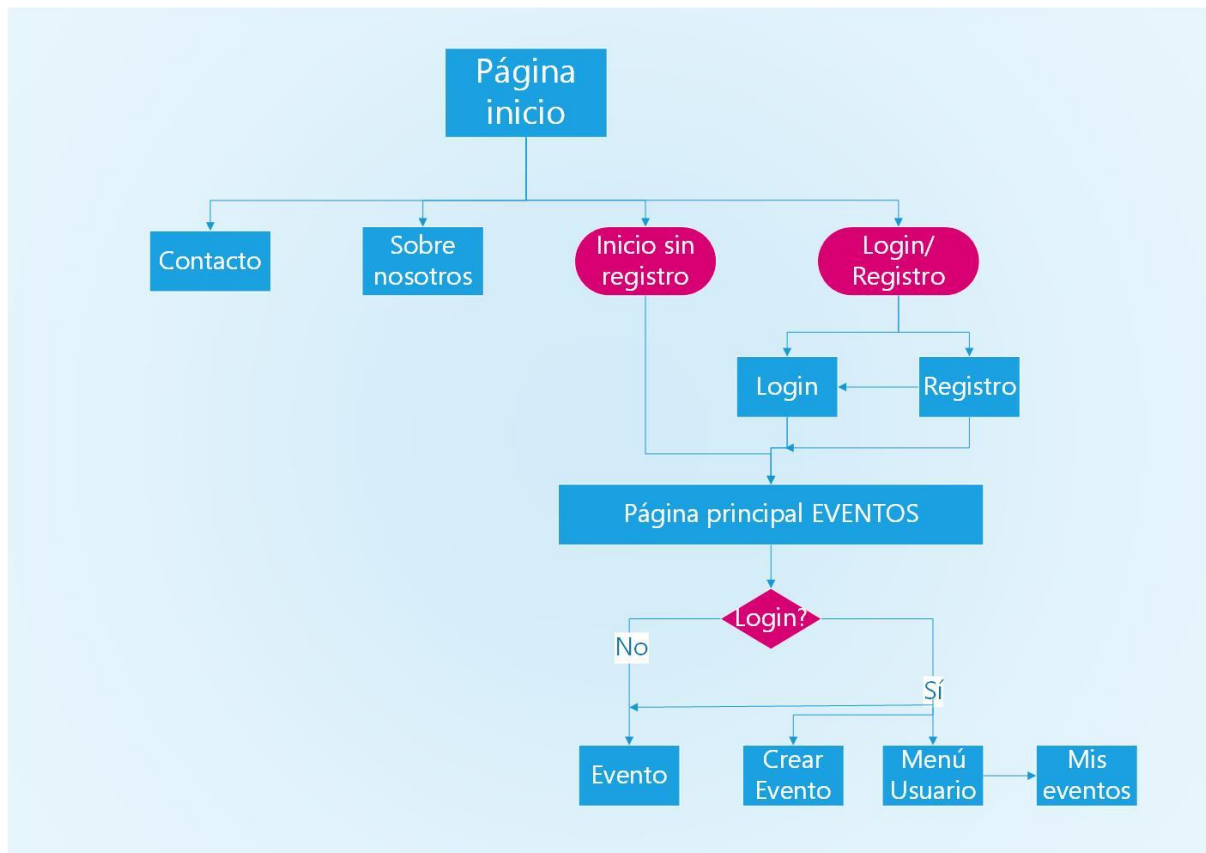 Página
inicio
Contacto
Sobre
nosotros
Inicio sin
registro
Login/
Registro
Login
Registro
Página principal EVENTOS
Login?
No
Sí
Evento
Crear
Evento
Menú
Usuario
Mis
eventos